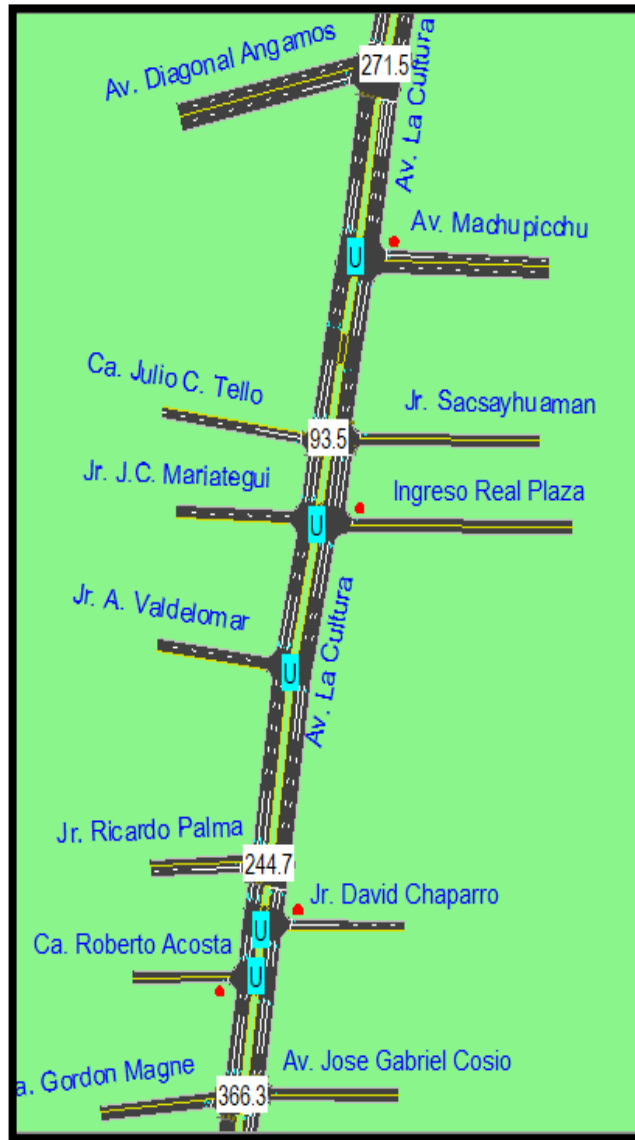 Av. Diagonal Angamos
271.5
Av. La Cultura
Av. Machupicchu
U
Ca. Julio C. Tello
Jr. Sacsayhuaman
93.5
Jr. J.C. Mariategui
Ingreso Real Plaza
U
Jr. A. Valdelomar
U
Av. La Cultura
Jr. Ricardo Palma
244.7
Jr. David Chaparro
U
Ca. Roberto Acosta
U
a. Gordon Magne
Av. Jose Gabriel Cosio
366.3